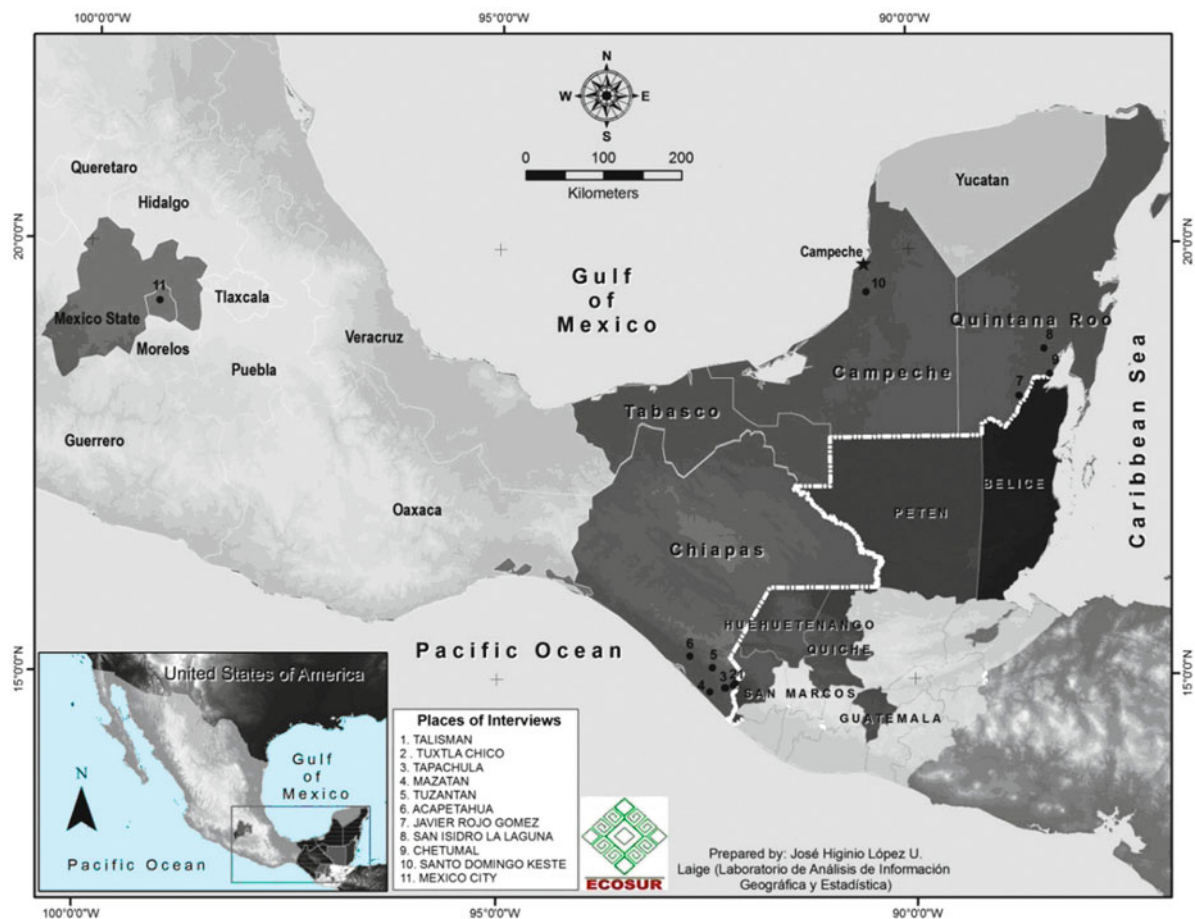 100°0'0"W
95°0'0"W
90°0'0"W
N
W E
S
0 100 200
Kilometers
Queretaro
Hidalgo
Yucatan
20°0'0"N
20°0'0"N
Campeche
10
11
Tlaxcala
Mexico State
Morelos
Gulf
of
Mexico
Veracruz
Puebla
Quintana Roo
8
9
7
Campeche
Tabasco
Guerrero
Caribbean Sea
BELICE
PETEN
Oaxaca
Chiapas
HUEHUETENANGO
QUICHE
Pacific Ocean
6
5
3 21
4
SAN MARCOS
GUATEMALA
15°0'0"N
15°0'0"N
United States of America
Gulf
of
Mexico
N
Pacific Ocean
Places of Interviews
1. TALISMAN
2 . TUXTLA CHICO
3. TAPACHULA
4. MAZATAN
5. TUZANTAN
6. ACAPETAHUA
7. JAVIER ROJO GOMEZ
8. SAN ISIDRO LA LAGUNA
9. CHETUMAL
10. SANTO DOMINGO KESTE
11. MEXICO CITY
ECOSUR
Prepared by: José Higinio López U.
Laige (Laboratorio de Análisis de Información
Geográfica y Estadística)
100°0'0"W
95°0'0"W
90°0'0"W